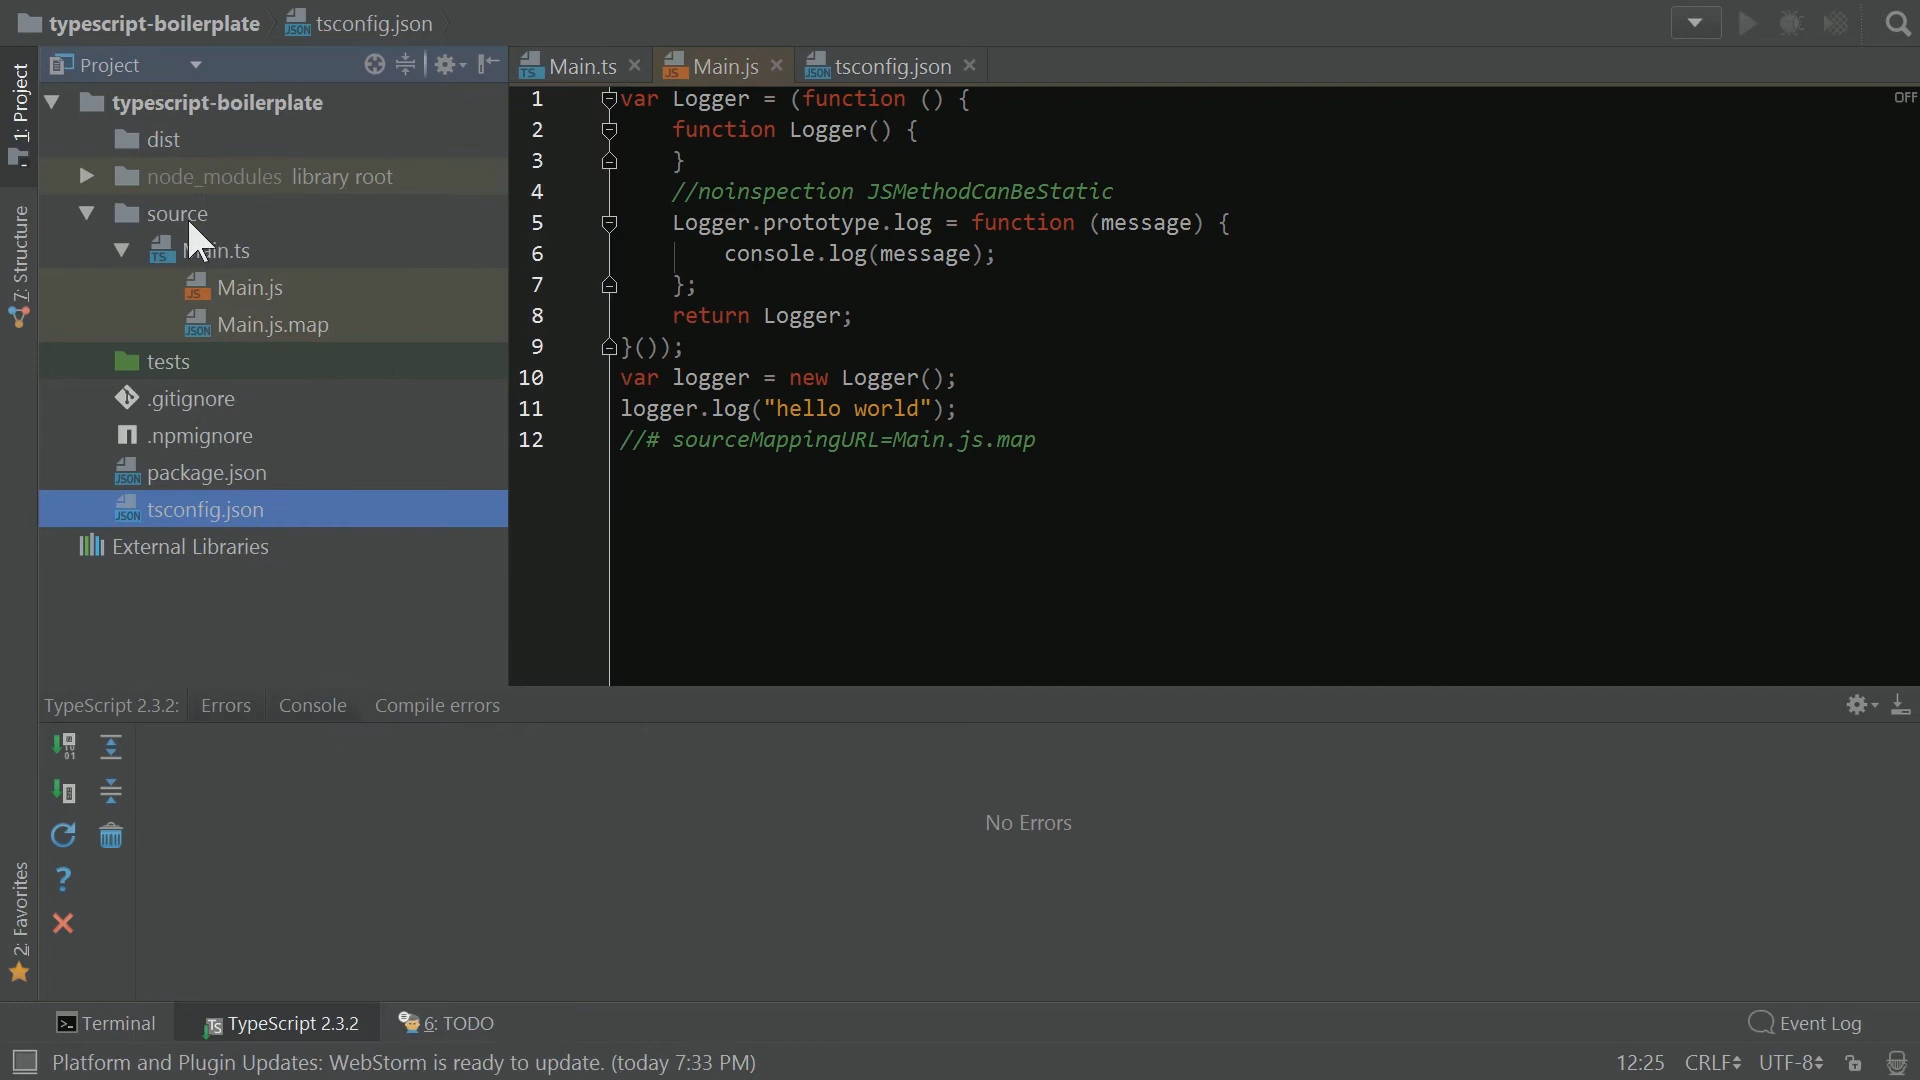 typescript-boilerplate
tsconfig.json
1: Project
7: Structure
2: Favorites
Project
typescript-boilerplate
dist
node_modules library root
source
Main.ts
Main.js
Main.js.map
tests
.gitignore
.npmignore
package.json
tsconfig.json
External Libraries
Main.ts
Main.js
tsconfig.json
OFF
1 var Logger = (function () {
2 function Logger() {
3 }
4 //noinspection JSMethodCanBeStatic
5 Logger.prototype.log = function (message) {
6 console.log(message);
7 };
8 return Logger;
9 }());
10 var logger = new Logger();
11 logger.log("hello world");
12 //# sourceMappingURL=Main.js.map
TypeScript 2.3.2: Errors Console Compile errors
No Errors
Terminal
TypeScript 2.3.2
6: TODO
Event Log
Platform and Plugin Updates: WebStorm is ready to update. (today 7:33 PM)
12:25 CRLF UTF-8